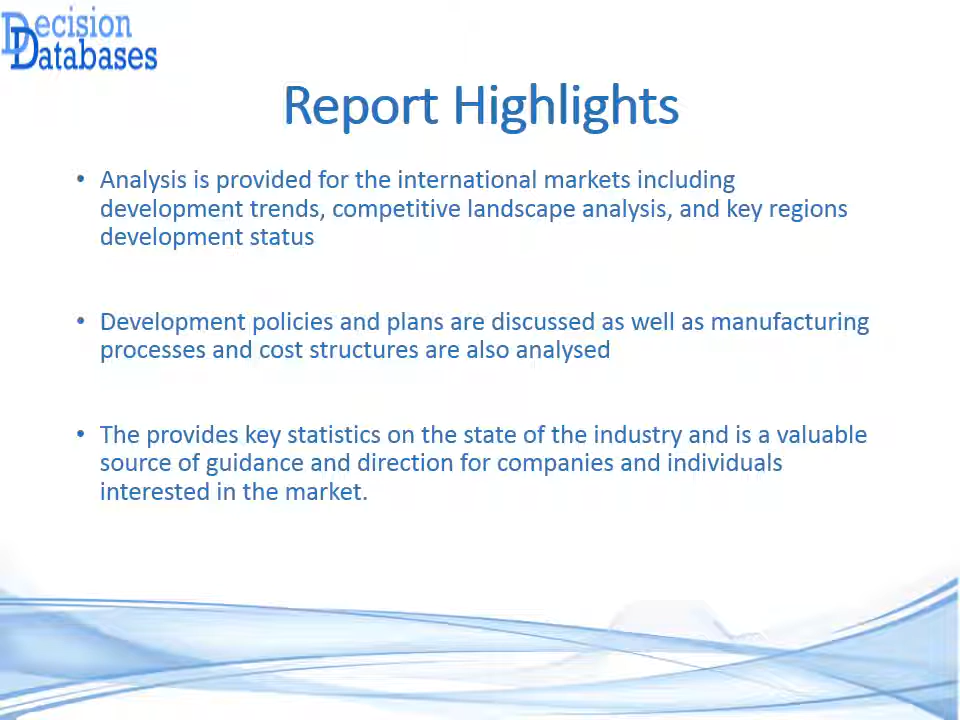 Decision
Databases
Report Highlights
• Analysis is provided for the international markets including
development trends, competitive landscape analysis, and key regions
development status
• Development policies and plans are discussed as well as manufacturing
processes and cost structures are also analysed
• The provides key statistics on the state of the industry and is a valuable
source of guidance and direction for companies and individuals
interested in the market.